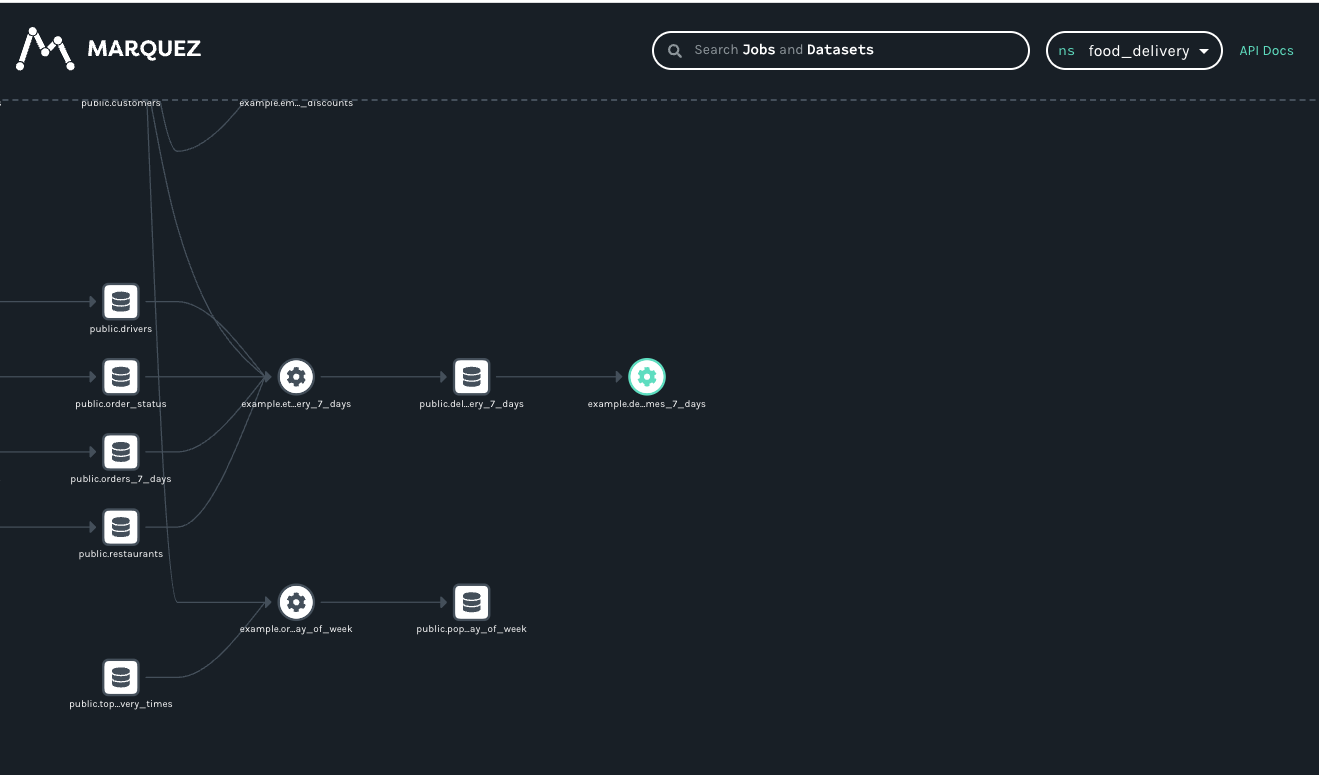 MARQUEZ
Search Jobs and Datasets
ns food_delivery
API Docs
public.customers
example.em..._discounts
public.drivers
public.order_status
example.et...ery_7_days
public.del...ery_7_days
example.de...mes_7_days
public.orders_7_days
public.restaurants
example.or...ay_of_week
public.pop...ay_of_week
public.top...very_times